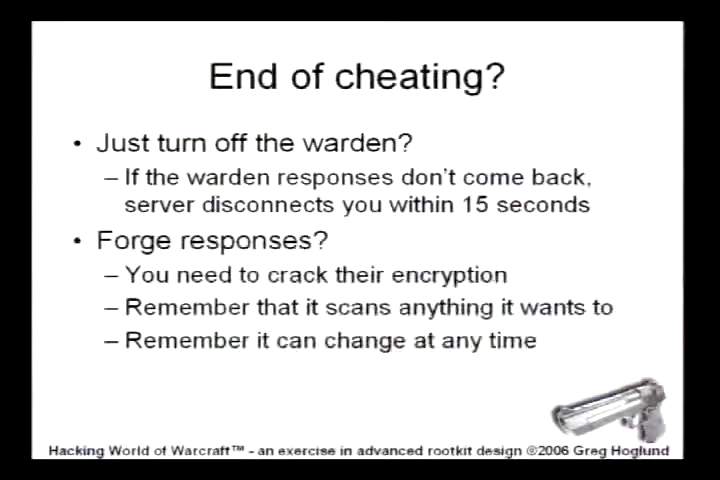 End of cheating?
• Just turn off the warden?
– If the warden responses don't come back,
server disconnects you within 15 seconds
• Forge responses?
– You need to crack their encryption
– Remember that it scans anything it wants to
– Remember it can change at any time
Hacking World of Warcraft™ - an exercise in advanced rootkit design ©2006 Greg Hoglund